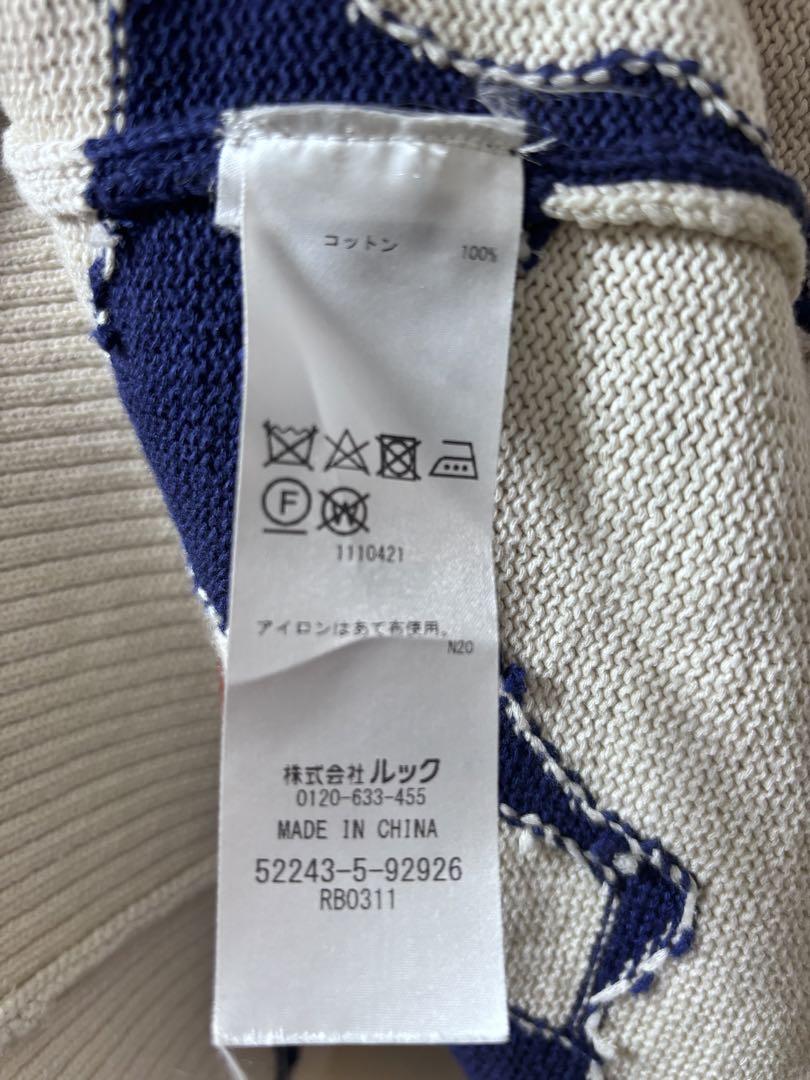 コットン 100%
F W
1110421
アイロンはあて布使用。
N20
株式会社ルック
0120-633-455
MADE IN CHINA
52243-5-92926
RB0311